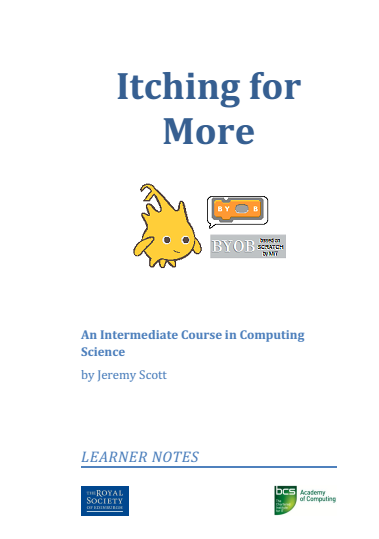 Itching for
More
BY B
BYOB
based on
SCRATCH
by MIT
An Intermediate Course in Computing
Science
by Jeremy Scott
LEARNER NOTES
THE ROYAL
SOCIETY
OF EDINBURGH
bcs
Academy
of Computing